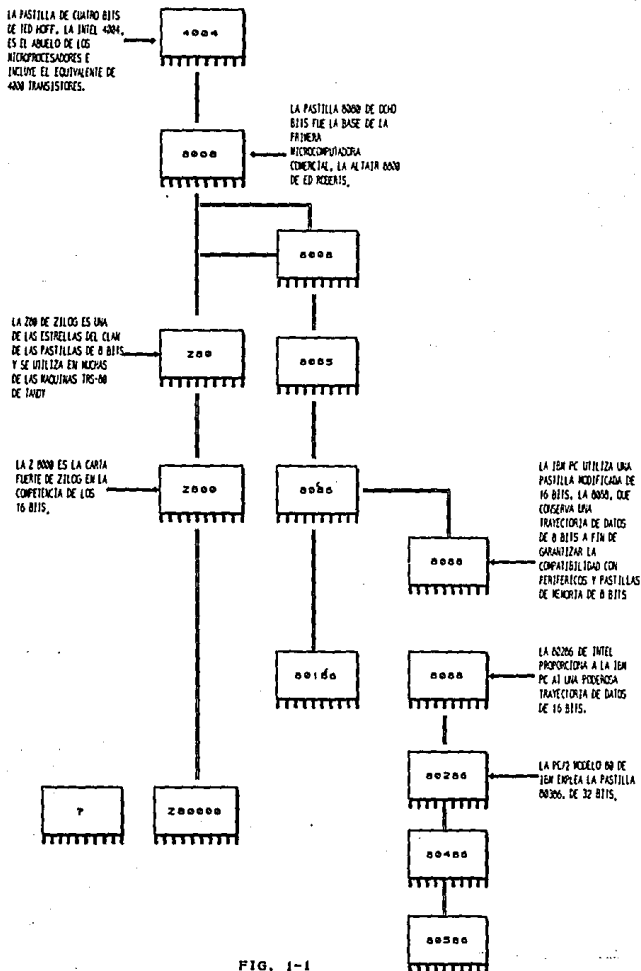 LA PASTILLA DE CUATRO BITS
DE TED HOFF, LA INTEL 4004,
ES EL ABUELO DE LOS
MICROPROCESADORES E
INCLUYE EL EQUIVALENTE DE
4000 TRANSISTORES.
4004
LA PASTILLA 8080 DE OCHO
BITS FUE LA BASE DE LA
PRIMERA
MICROCOMPUTADORA
COMERCIAL, LA ALTAIR 8800
DE ED ROBERTS.
8008
8008
LA Z80 DE ZILOG ES UNA
DE LAS ESTRELLAS DEL CLAN
DE LAS PASTILLAS DE 8 BITS
Y SE UTILIZA EN MUCHAS
DE LAS MAQUINAS TRS-80
DE TANDY
Z80
8085
LA Z 8000 ES LA CARTA
FUERTE DE ZILOG EN LA
COMPETENCIA DE LOS
16 BITS.
Z800
8086
LA IBM PC UTILIZA UNA
PASTILLA MODIFICADA DE
16 BITS, LA 8088, QUE
CONSERVA UNA
TRAYECTORIA DE DATOS
DE 8 BITS A FIN DE
GARANTIZAR LA
COMPATIBILIDAD CON
PERIFERICOS Y PASTILLAS
DE MEMORIA DE 8 BITS
8088
80186
8088
LA 80286 DE INTEL
PROPORCIONA A LA IBM
PC AT UNA PODEROSA
TRAYECTORIA DE DATOS
DE 16 BITS.
80286
LA PS/2 MODELO 80 DE
IBM EMPLEA LA PASTILLA
80386, DE 32 BITS.
?
Z80000
80486
80586
FIG. 1-1